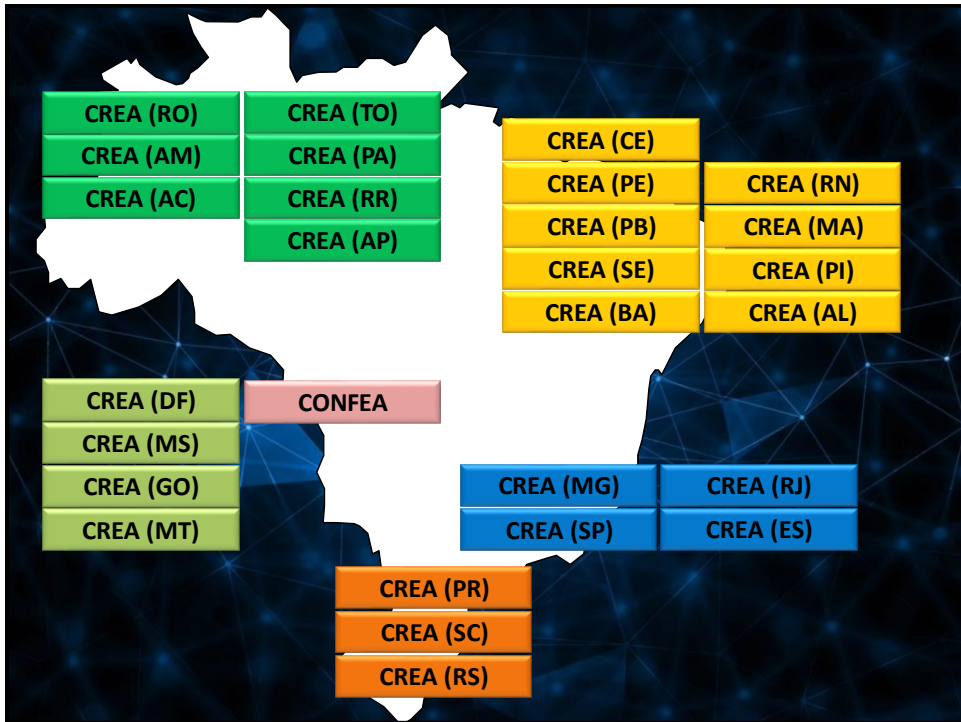 CREA (RO)
CREA (AM)
CREA (AC)
CREA (TO)
CREA (PA)
CREA (RR)
CREA (AP)
CREA (CE)
CREA (PE)
CREA (PB)
CREA (SE)
CREA (BA)
CREA (RN)
CREA (MA)
CREA (PI)
CREA (AL)
CREA (DF)
CREA (MS)
CREA (GO)
CREA (MT)
CONFEA
CREA (MG)
CREA (SP)
CREA (RJ)
CREA (ES)
CREA (PR)
CREA (SC)
CREA (RS)